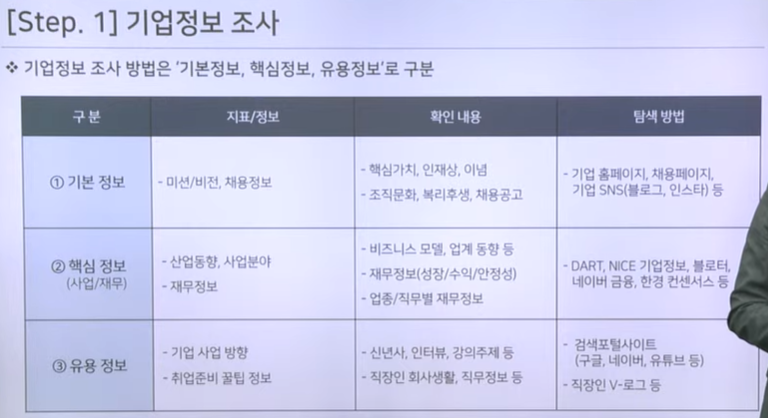 [Step. 1] 기업정보 조사
❖ 기업정보 조사 방법은 '기본정보, 핵심정보, 유용정보'로 구분
구 분
지표/정보
확인 내용
탐색 방법
① 기본 정보
- 미션/비전, 채용정보
- 핵심가치, 인재상, 이념
- 조직문화, 복리후생, 채용공고
- 기업 홈페이지, 채용페이지,
기업 SNS(블로그, 인스타) 등
② 핵심 정보
(사업/재무)
- 산업동향, 사업분야
- 재무정보
- 비즈니스 모델, 업계 동향 등
- 재무정보(성장/수익/안정성)
- 업종/직무별 재무정보
- DART, NICE 기업정보, 블로터,
네이버 금융, 한경 컨센서스 등
③ 유용 정보
- 기업 사업 방향
- 취업준비 꿀팁 정보
- 신년사, 인터뷰, 강의주제 등
- 직장인 회사생활, 직무정보 등
- 검색포털사이트
(구글, 네이버, 유튜브 등)
- 직장인 V-로그 등